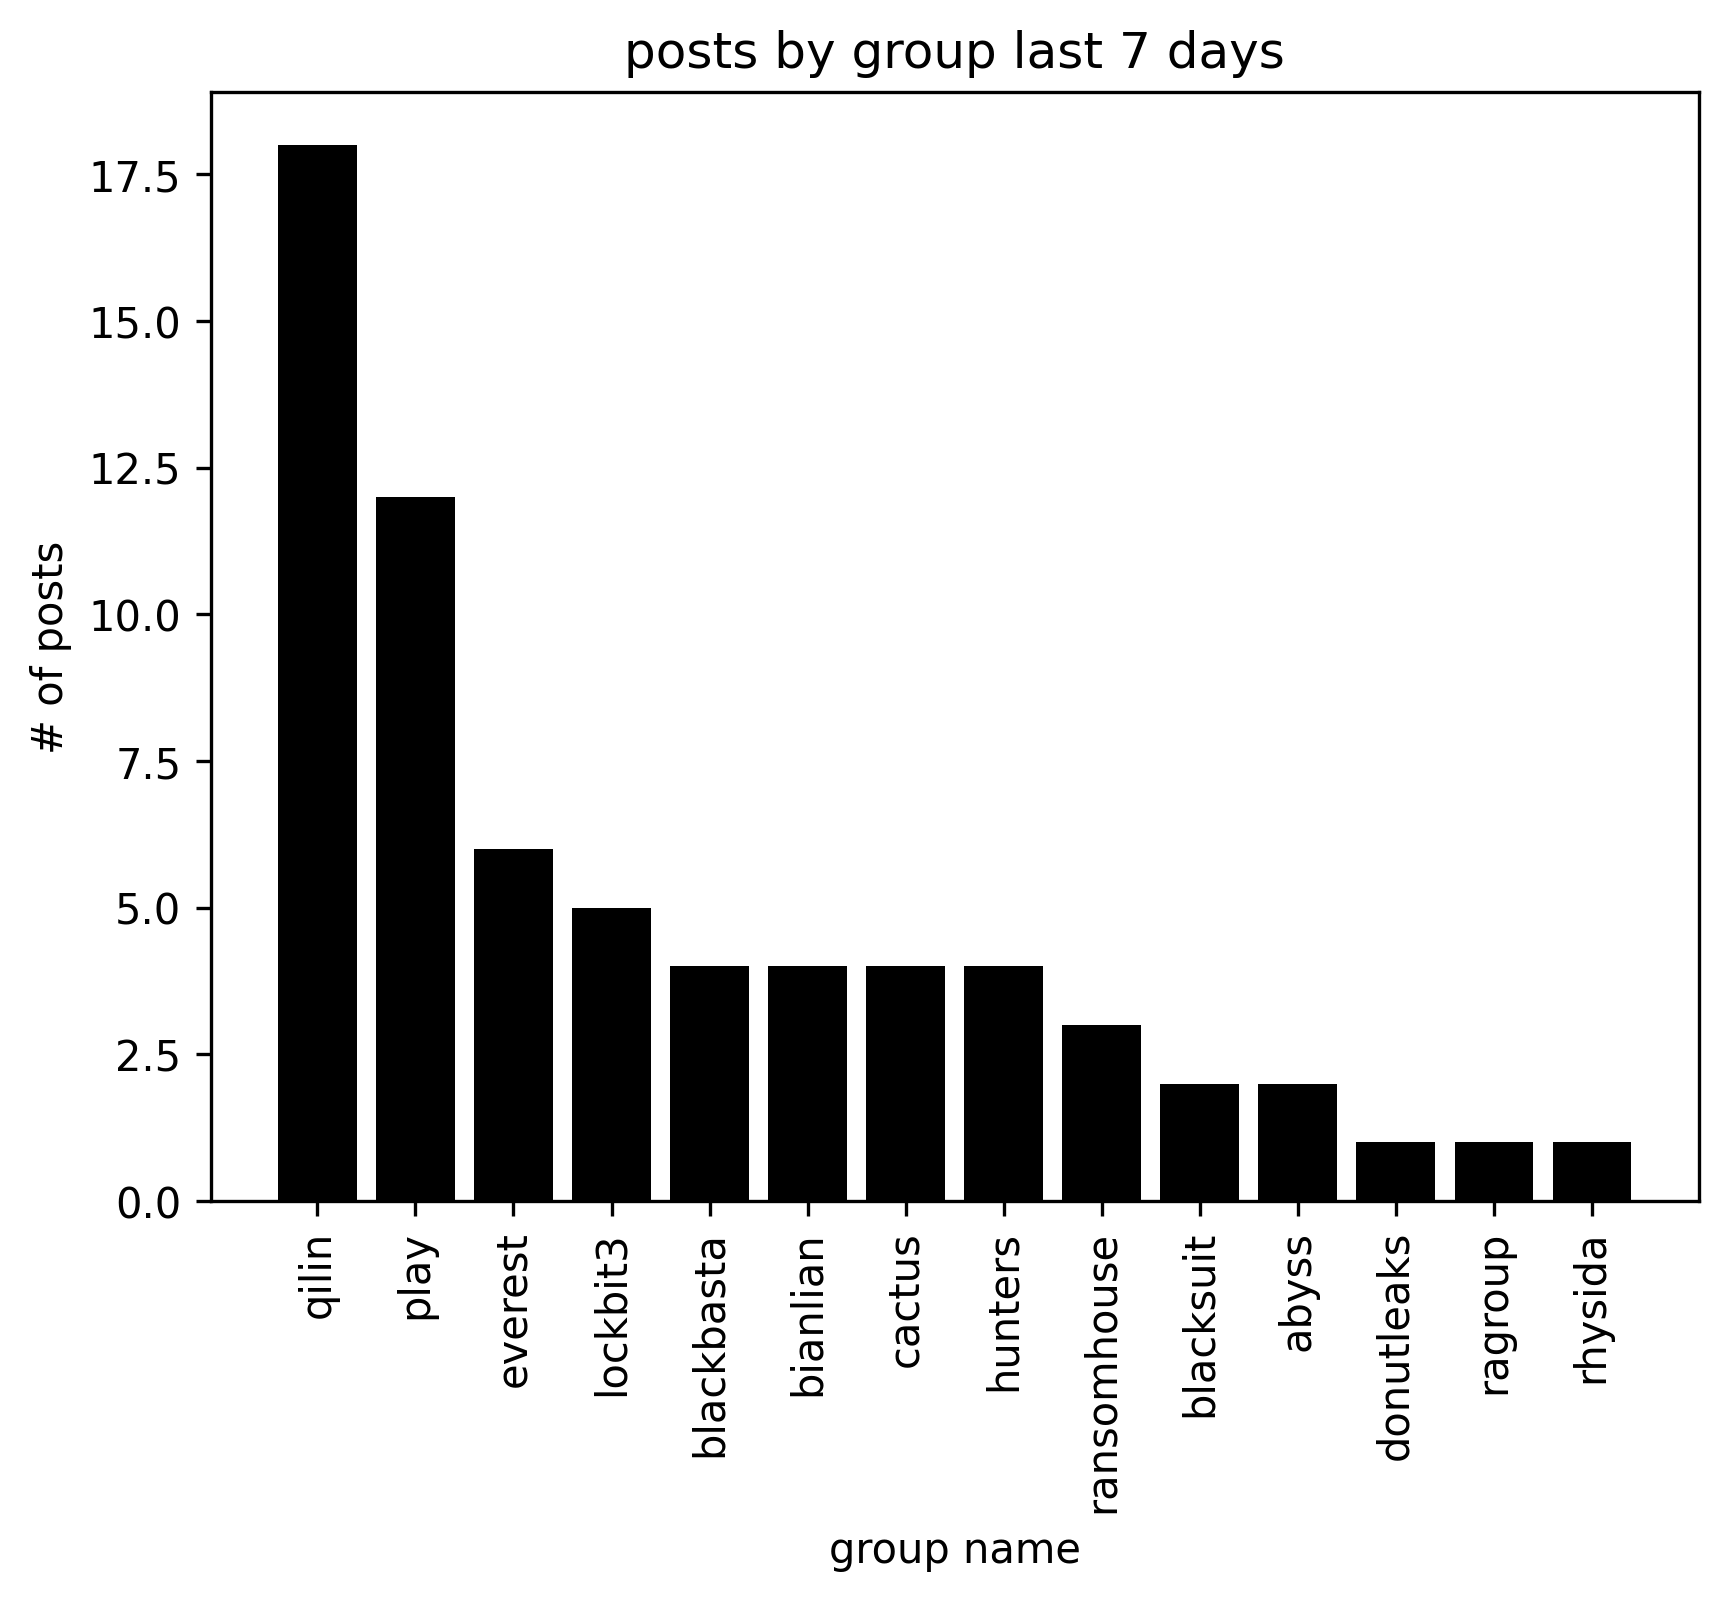 posts by group last 7 days
# of posts
17.5
15.0
12.5
10.0
7.5
5.0
2.5
0.0
qilin
play
everest
lockbit3
blackbasta
bianlian
cactus
hunters
ransomhouse
blacksuit
abyss
donutleaks
ragroup
rhysida
group name